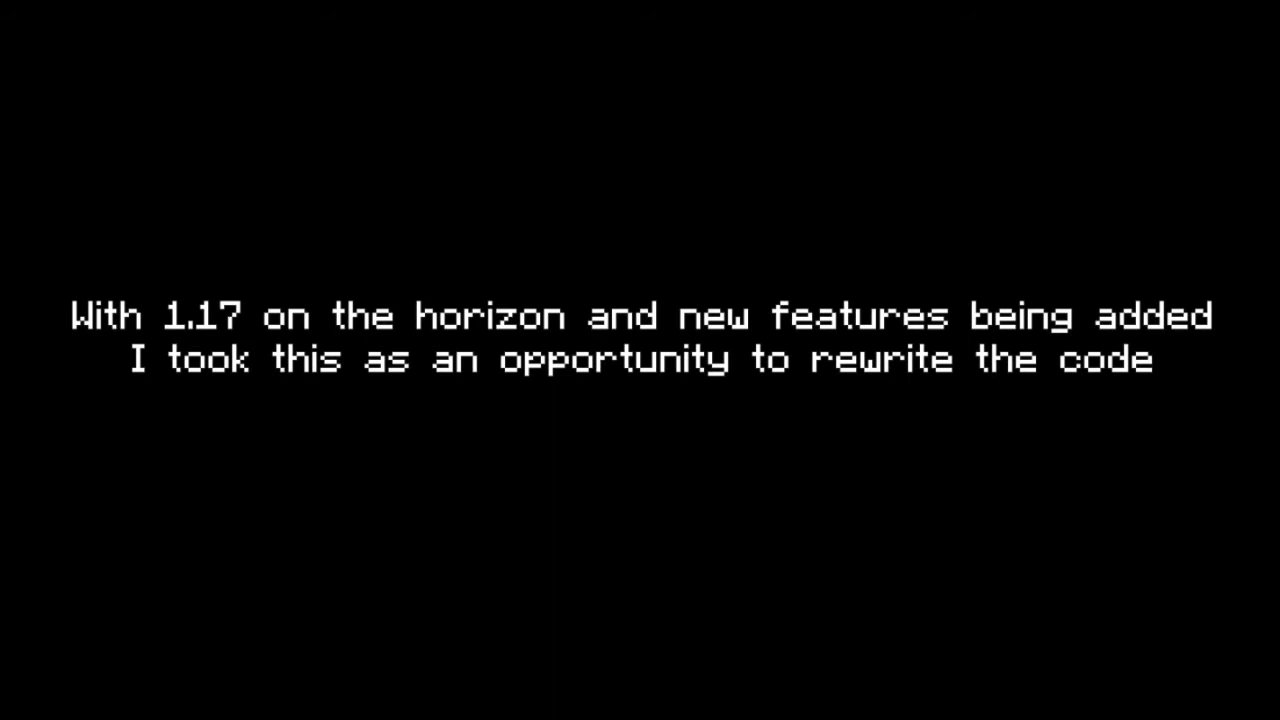 With 1.17 on the horizon and new features being added
I took this as an opportunity to rewrite the code